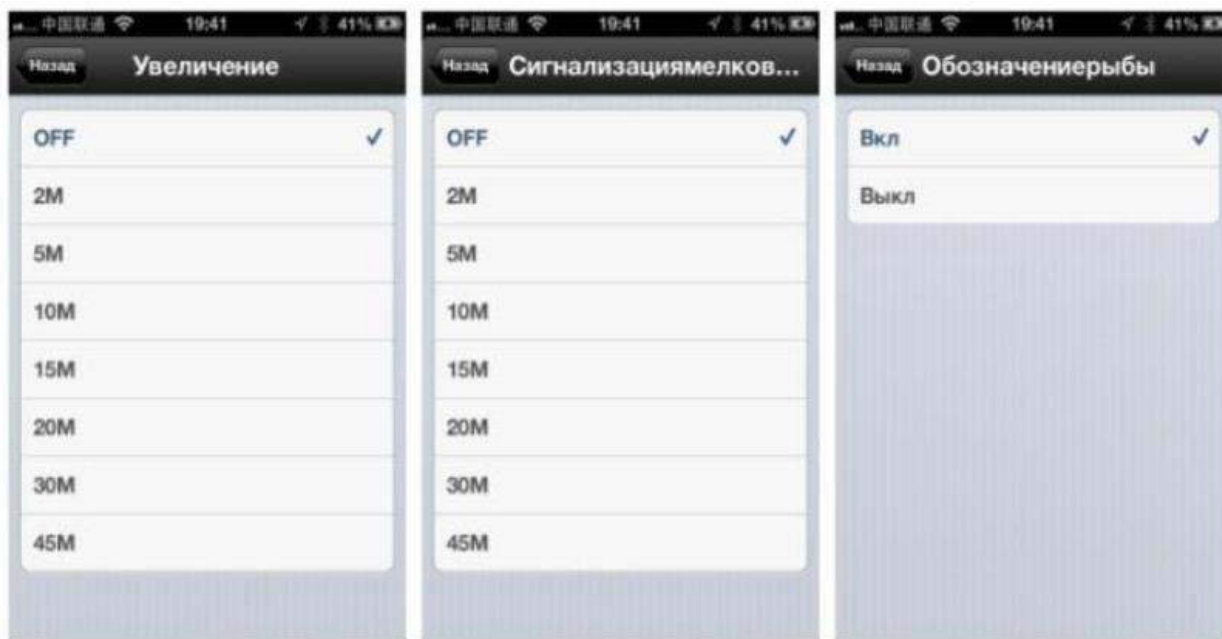 中国联通 19:41 41%
Назад Увеличение
OFF
2M
5M
10M
15M
20M
30M
45M
中国联通 19:41 41%
Назад Сигнализациямелков...
OFF
2M
5M
10M
15M
20M
30M
45M
中国联通 19:41 41%
Назад Обозначениерыбы
Вкл
Выкл